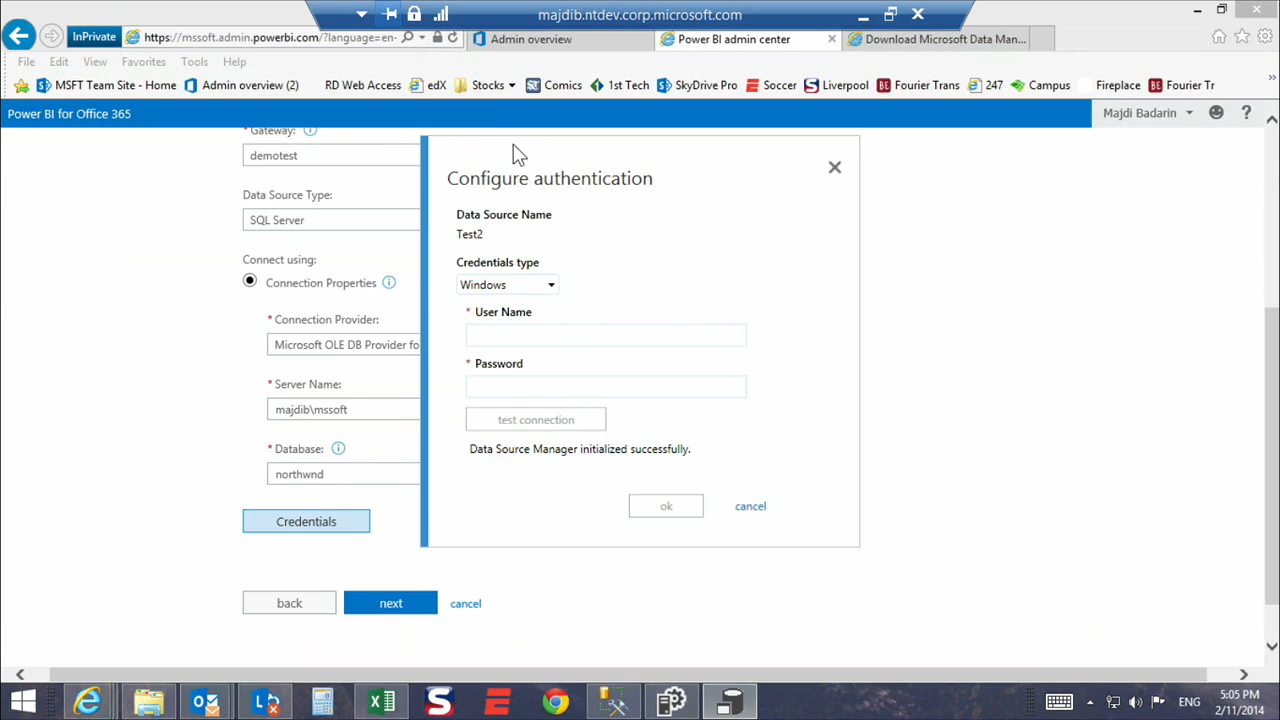 majdib.ntdev.corp.microsoft.com
InPrivate
https://mssoft.admin.powerbi.com/?language=en-
Admin overview
Power BI admin center
Download Microsoft Data Man...
File Edit View Favorites Tools Help
MSFT Team Site - Home Admin overview (2) RD Web Access edX Stocks Comics 1st Tech SkyDrive Pro Soccer Liverpool Fourier Trans 247 Campus Fireplace Fourier Tr
Power BI for Office 365
Majdi Badarin
* Gateway:
demotest
Data Source Type:
SQL Server
Connect using:
Connection Properties
* Connection Provider:
Microsoft OLE DB Provider fo
* Server Name:
majdib\mssoft
* Database:
northwnd
Credentials
back next cancel
Configure authentication
Data Source Name
Test2
Credentials type
Windows
* User Name
* Password
test connection
Data Source Manager initialized successfully.
ok cancel
ENG
5:05 PM
2/11/2014